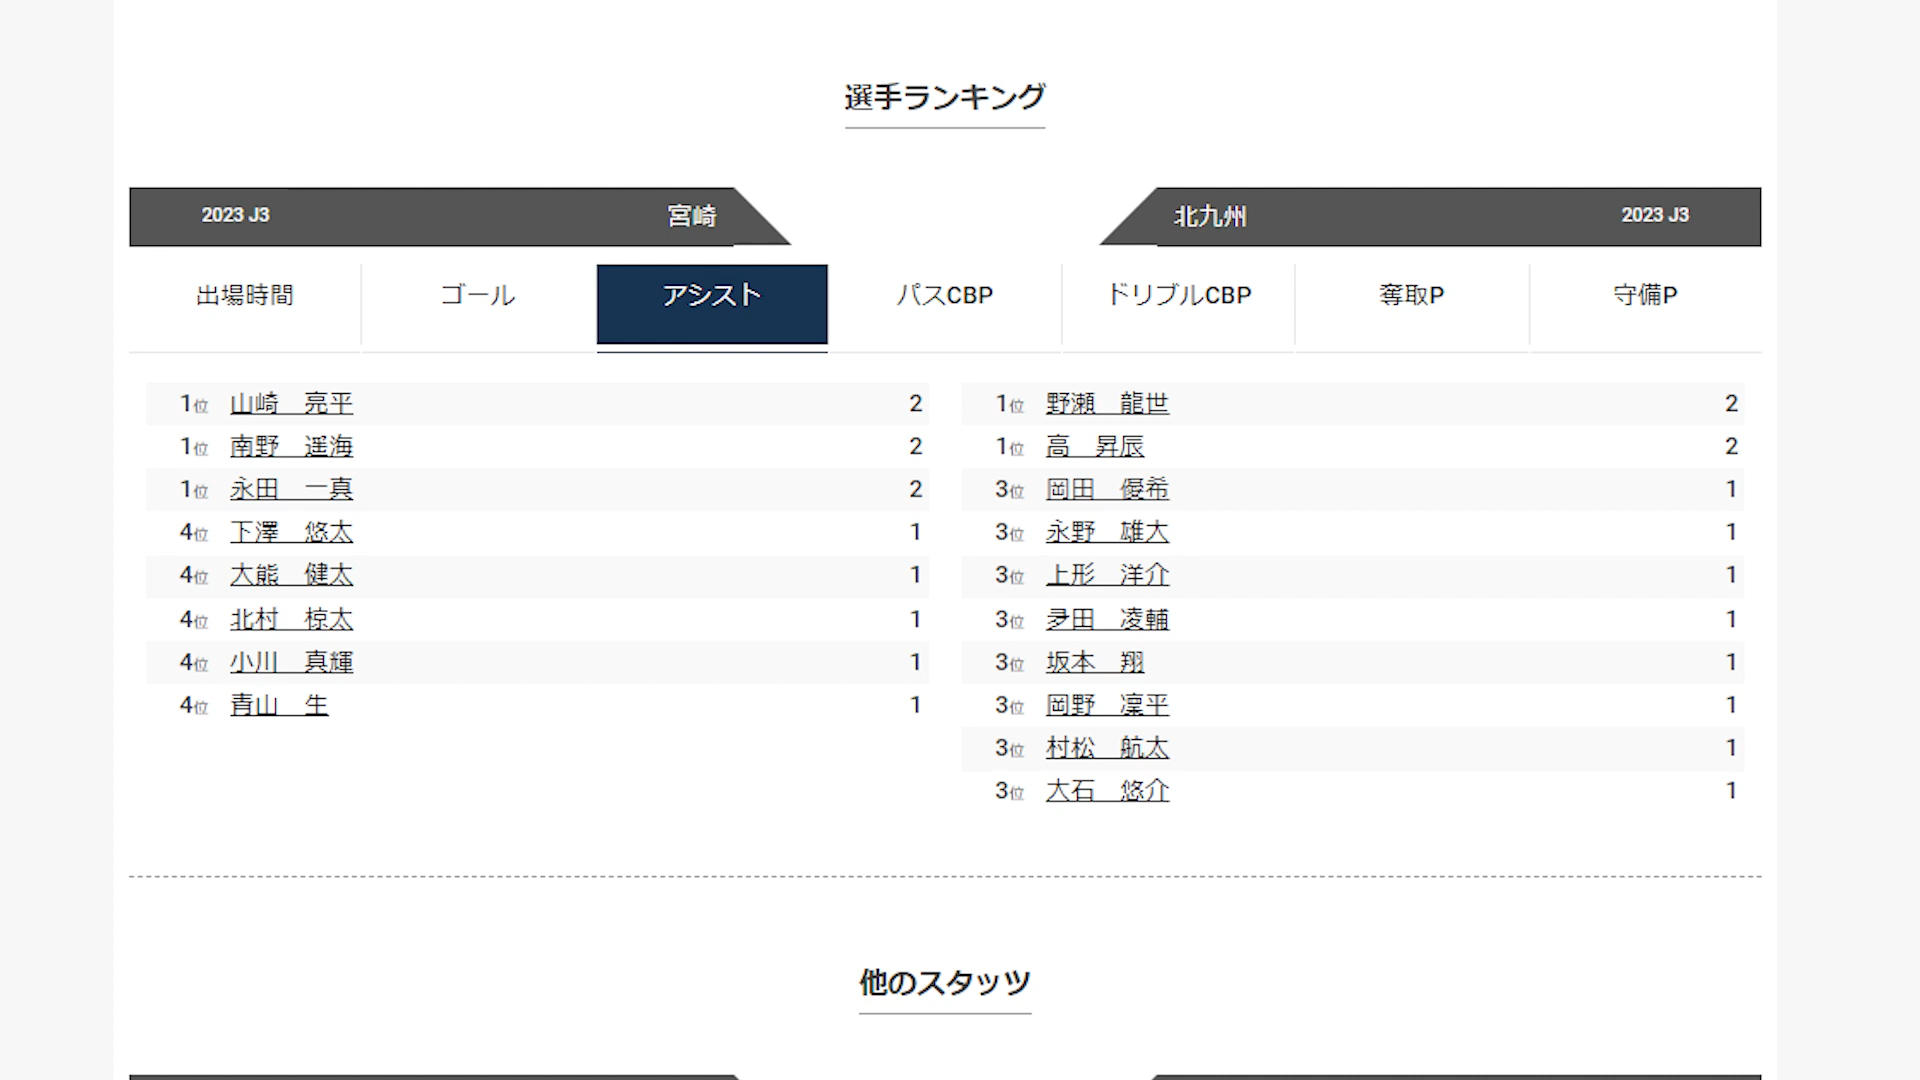 選手ランキング
2023 J3 宮崎
北九州 2023 J3
出場時間 ゴール アシスト パスCBP ドリブルCBP 奪取P 守備P
1位 山崎　亮平 2
1位 南野　遥海 2
1位 永田　一真 2
4位 下澤　悠太 1
4位 大熊　健太 1
4位 北村　椋太 1
4位 小川　真輝 1
4位 青山　生 1
1位 野瀬　龍世 2
1位 高　昇辰 2
3位 岡田　優希 1
3位 永野　雄大 1
3位 上形　洋介 1
3位 夛田　凌輔 1
3位 坂本　翔 1
3位 岡野　凜平 1
3位 村松　航太 1
3位 大石　悠介 1
他のスタッツ